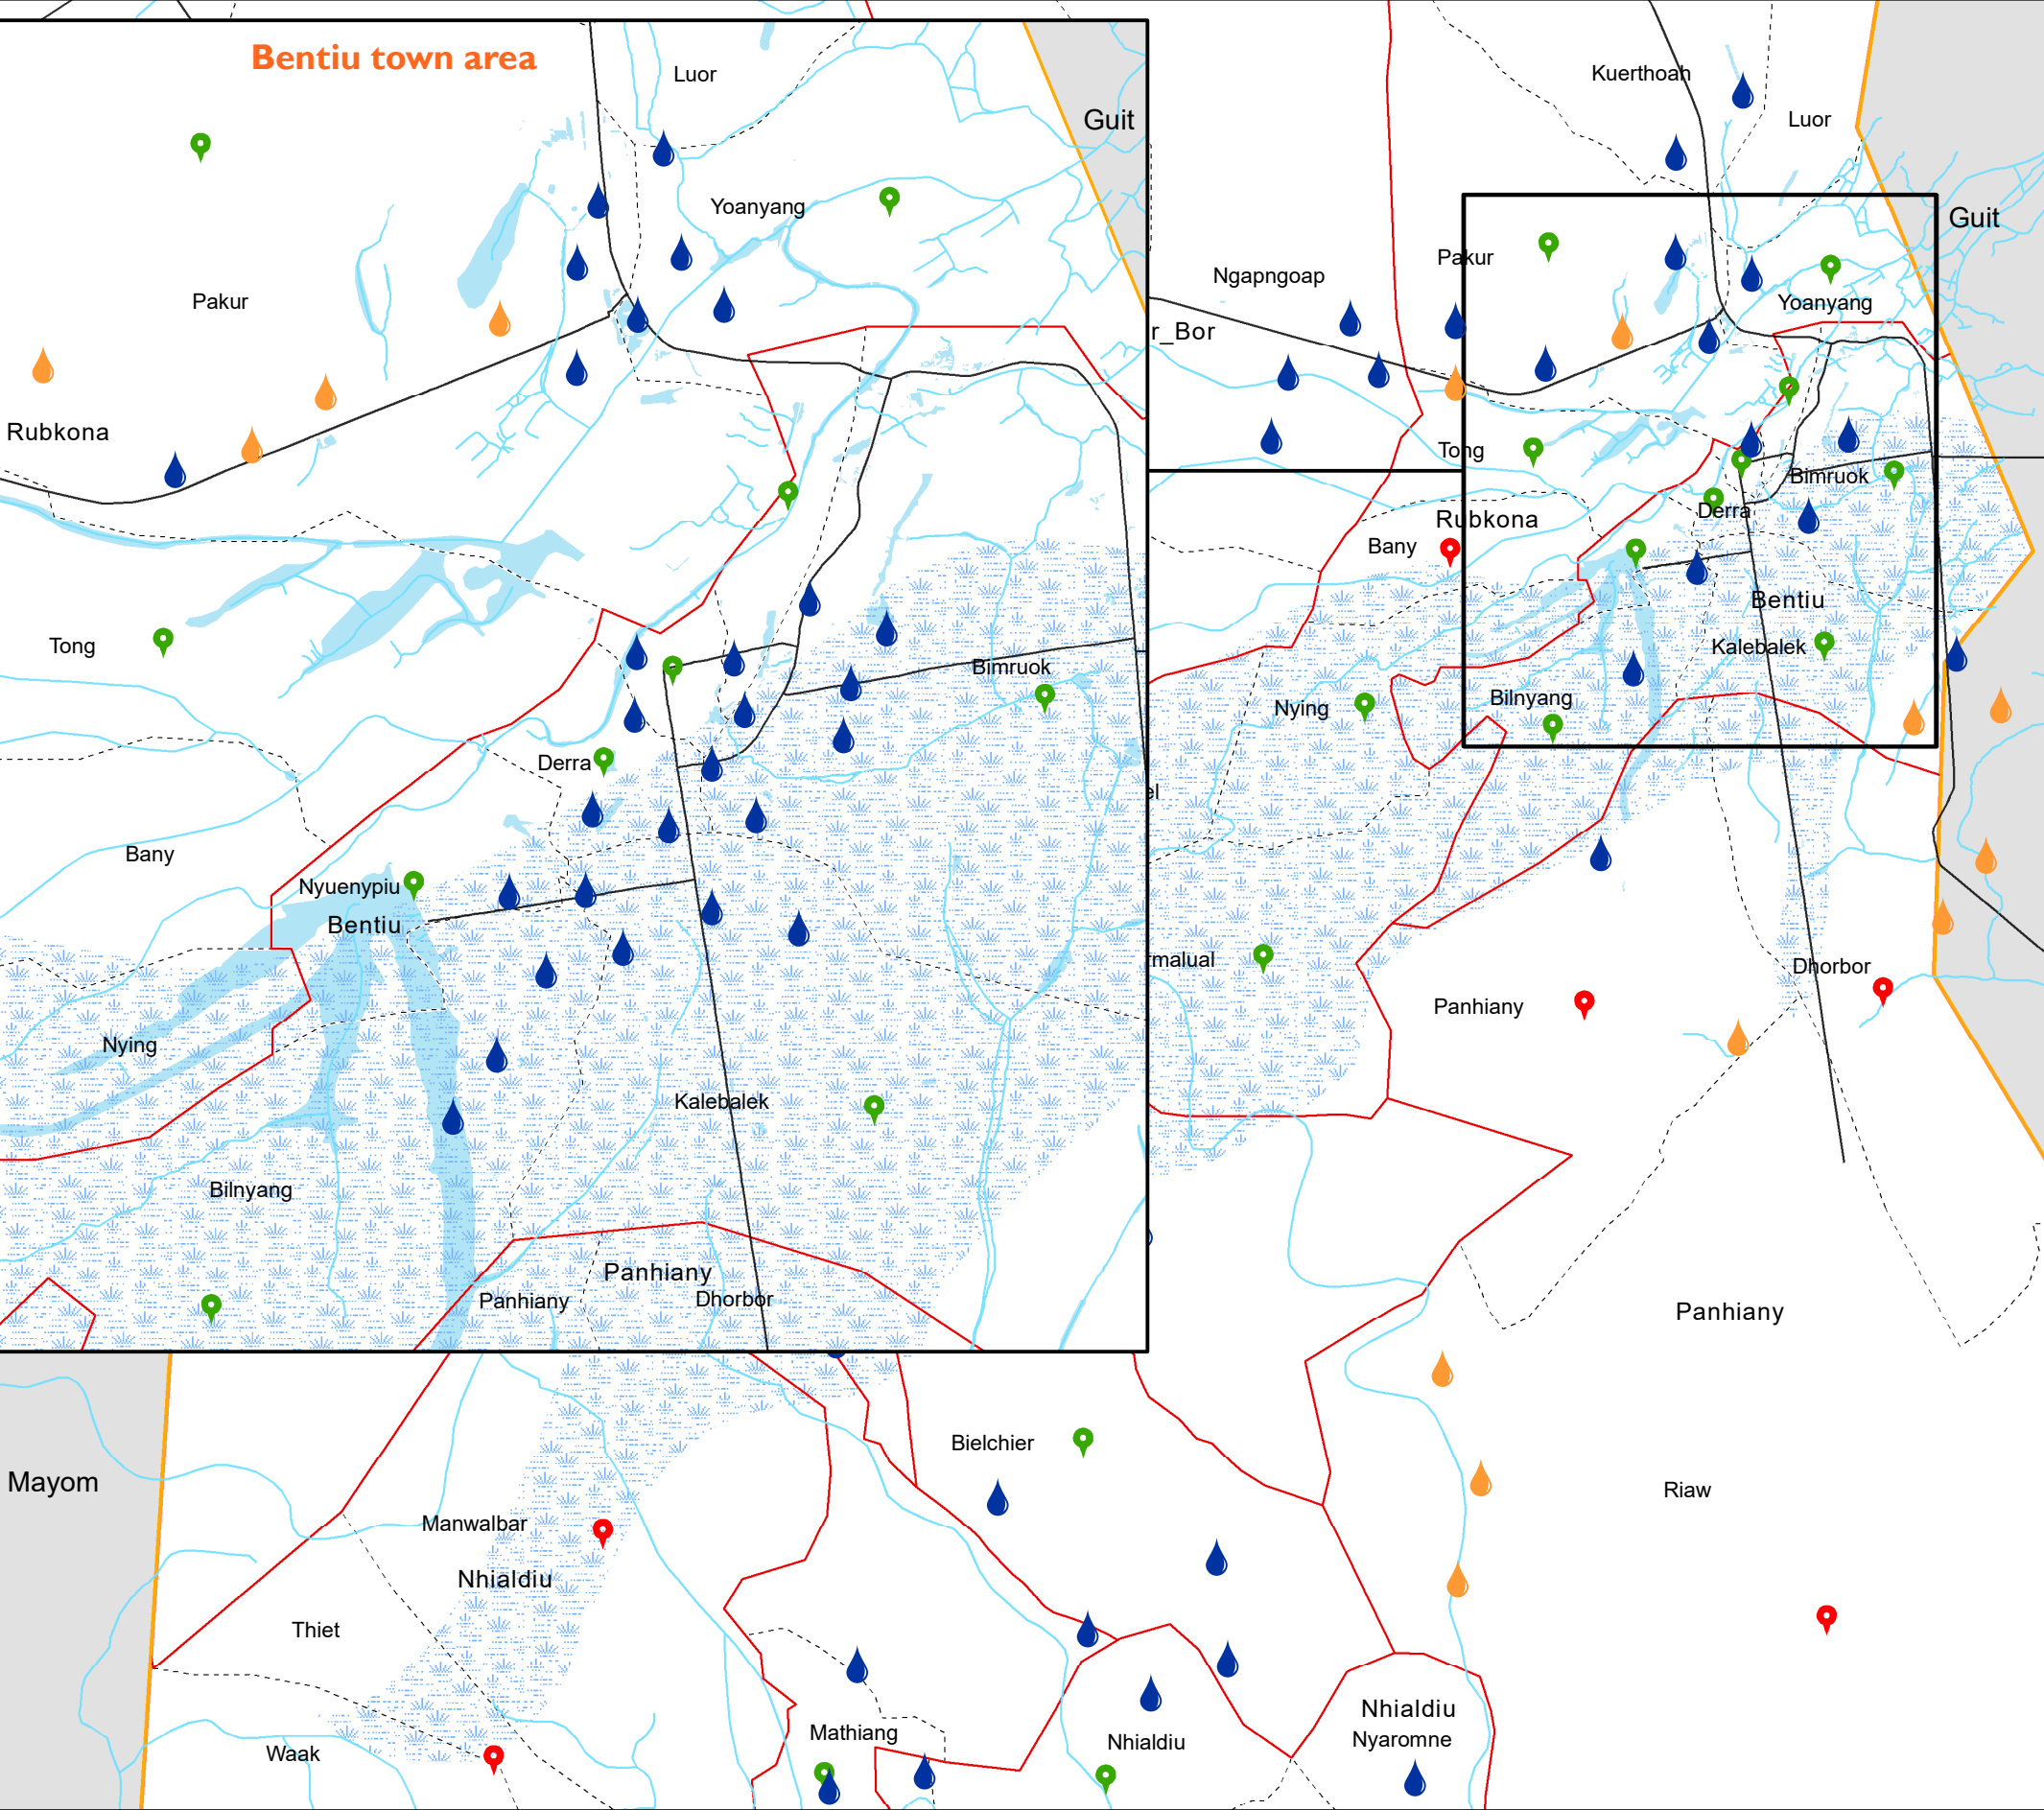 Bentiu town area
Luor
Guit
Yoanyang
Pakur
Rubkona
Tong
Bimruok
Derra
Bany
Nyuenypiu
Bentiu
Nying
Kalebalek
Bilnyang
Panhiany
Panhiany
Dhorbor
Kuerthoah
Luor
Guit
Pakur
Ngapngoap
Yoanyang
r_Bor
Tong
Bimruok
Rubkona
Derra
Bany
Bentiu
Kalebalek
Bilnyang
Nying
el
rmalual
Dhorbor
Panhiany
Panhiany
Bielchier
Mayom
Riaw
Manwalbar
Nhialdiu
Thiet
Nhialdiu
Mathiang
Nhialdiu
Nyaromne
Waak